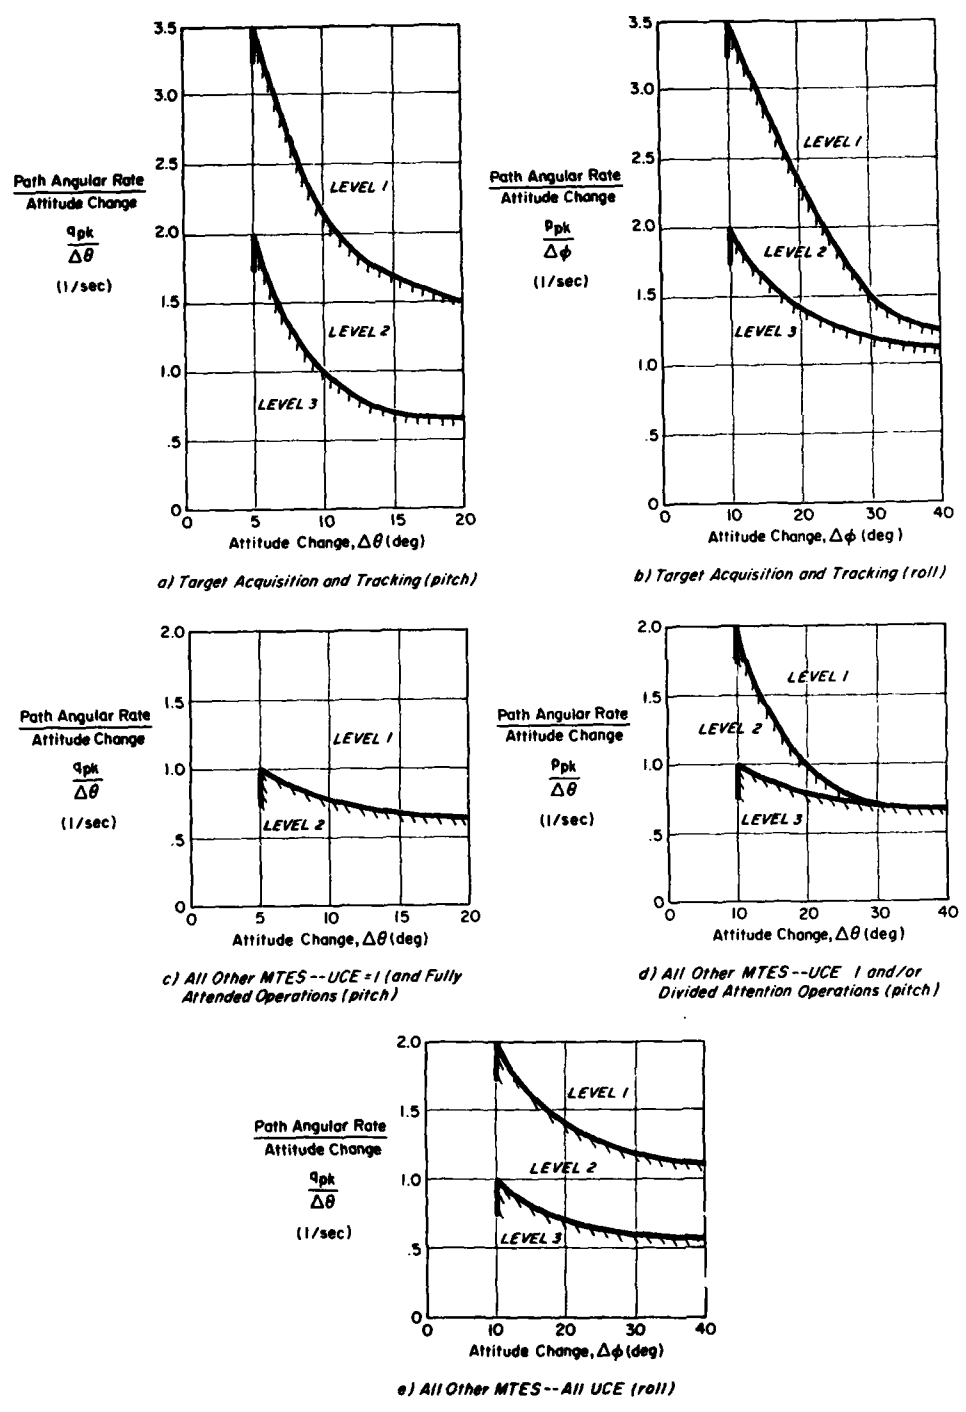 3.5
3.0
2.5
2.0
1.5
1.0
.5
0
Path Angular Rate
Attitude Change
qpk
Δθ
(1/sec)
LEVEL 1
LEVEL 2
LEVEL 3
0 5 10 15 20
Attitude Change, Δθ (deg)
a) Target Acquisition and Tracking (pitch)
3.5
3.0
2.5
2.0
1.5
1.0
.5
0
Path Angular Rate
Attitude Change
Ppk
Δϕ
(1/sec)
LEVEL 1
LEVEL 2
LEVEL 3
0 10 20 30 40
Attitude Change, Δϕ (deg)
b) Target Acquisition and Tracking (roll)
2.0
1.5
1.0
.5
0
Path Angular Rate
Attitude Change
qpk
Δθ
(1/sec)
LEVEL 1
LEVEL 2
0 5 10 15 20
Attitude Change, Δθ (deg)
c) All Other MTES--UCE = 1 (and Fully
Attended Operations (pitch)
2.0
1.5
1.0
.5
0
Path Angular Rate
Attitude Change
Ppk
Δθ
(1/sec)
LEVEL 1
LEVEL 2
LEVEL 3
0 10 20 30 40
Attitude Change, Δθ (deg)
d) All Other MTES--UCE 1 and/or
Divided Attention Operations (pitch)
2.0
1.5
1.0
.5
0
Path Angular Rate
Attitude Change
qpk
Δθ
(1/sec)
LEVEL 1
LEVEL 2
LEVEL 3
0 10 20 30 40
Attitude Change, Δϕ (deg)
e) All Other MTES--All UCE (roll)